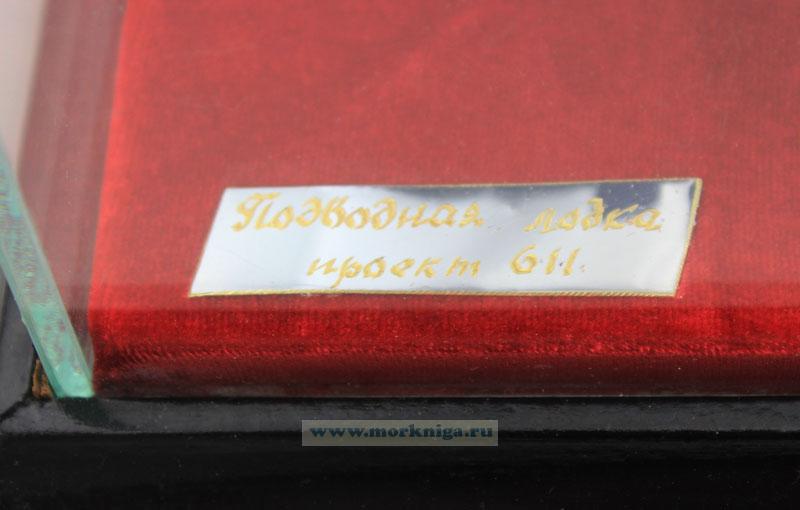 Подводная лодка
проект 611.
www.morkniga.ru